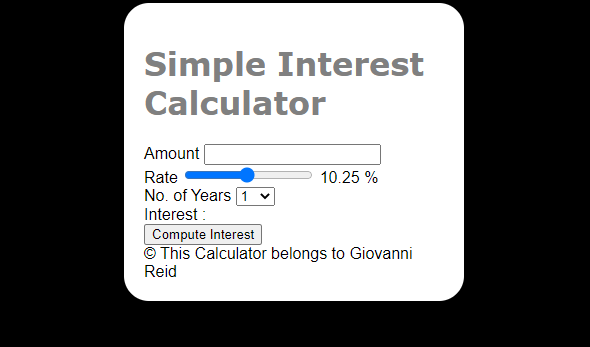 Simple Interest
Calculator
Amount
Rate 10.25 %
No. of Years 1
Interest :
Compute Interest
© This Calculator belongs to Giovanni
Reid